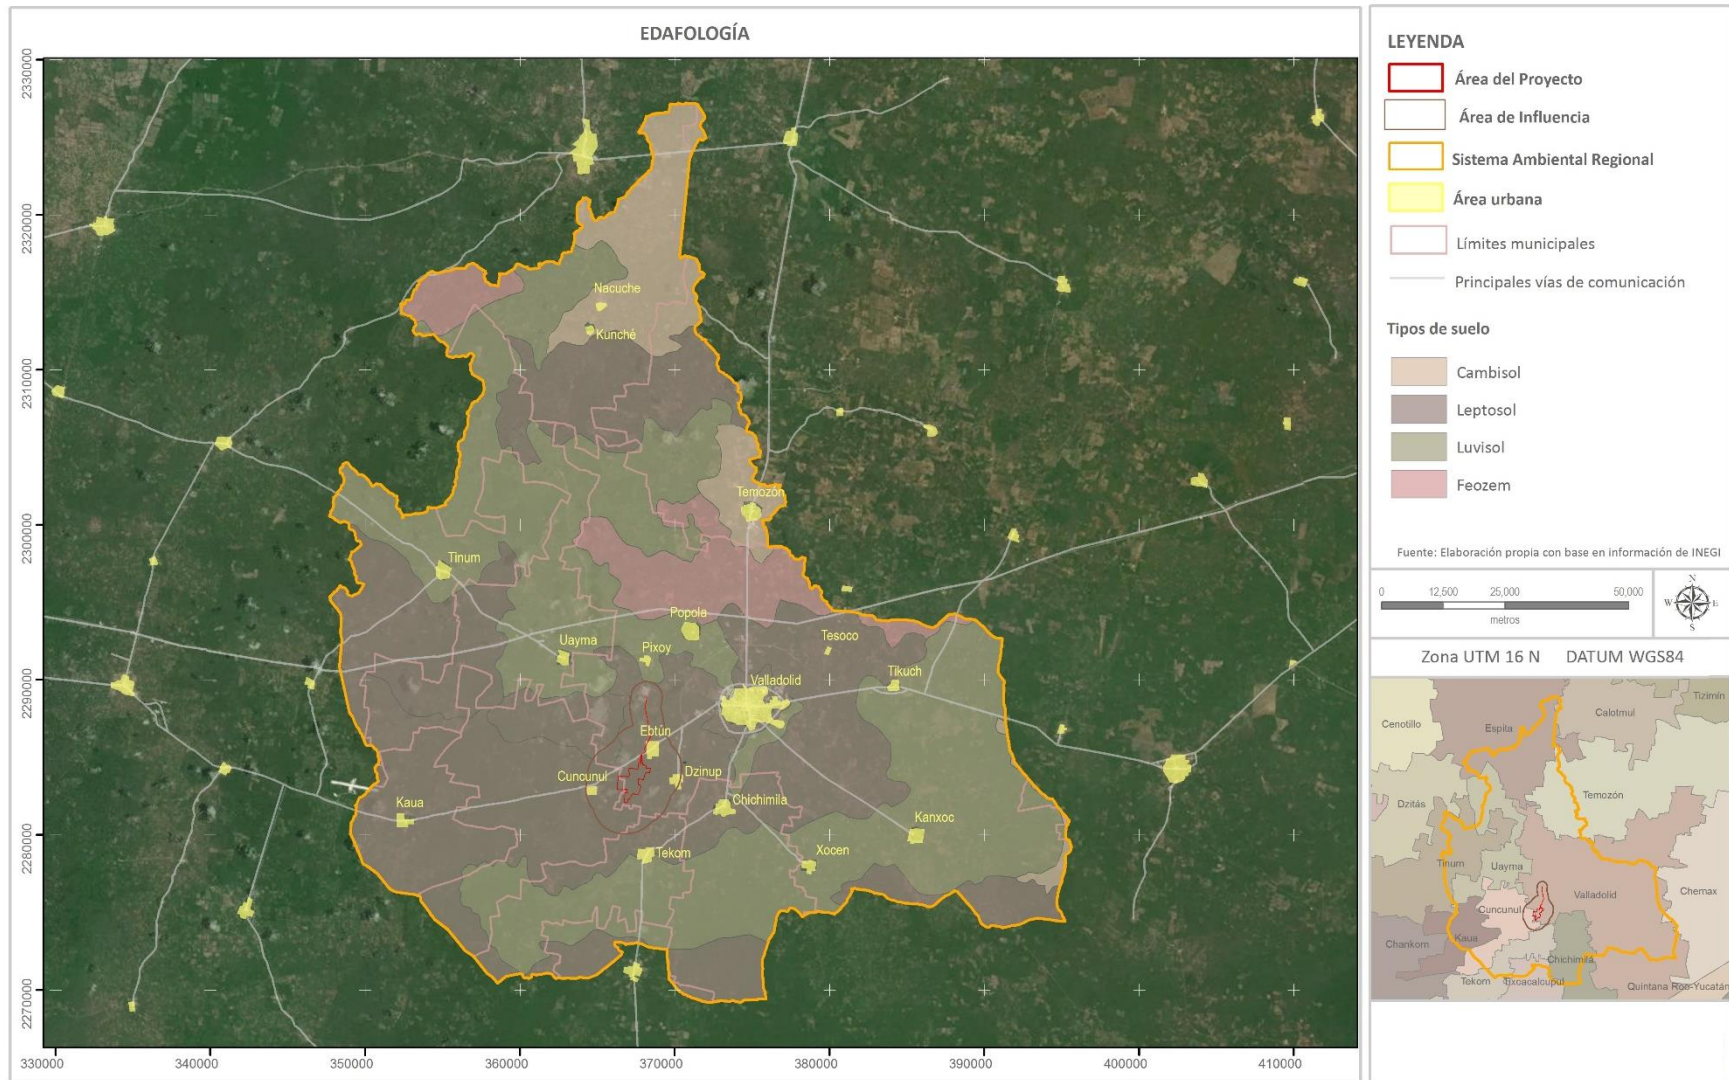 EDAFOLOGÍA
2330000
2320000
2310000
2300000
2290000
2280000
2270000
330000
340000
350000
360000
370000
380000
390000
400000
410000
Nacuche
Kunché
Temozón
Tinum
Popola
Uayma
Pixoy
Tesoco
Tikuch
Valladolid
Ebtún
Cuncunul
Dzinup
Kaua
Chichimila
Kanxoc
Tekom
Xocen
LEYENDA
Área del Proyecto
Área de Influencia
Sistema Ambiental Regional
Área urbana
Límites municipales
Principales vías de comunicación
Tipos de suelo
Cambisol
Leptosol
Luvisol
Feozem
Fuente: Elaboración propia con base en información de INEGI
0 12,500 25,000 50,000
metros
N
W E
S
Zona UTM 16 N DATUM WGS84
Tizimín
Cenotillo
Calotmul
Espita
Temozón
Dzitás
Tinum
Uayma
Valladolid
Chemax
Cuncunul
Kaua
Chankom
Chichimilá
Tekom
Quintana Roo-Yucatán